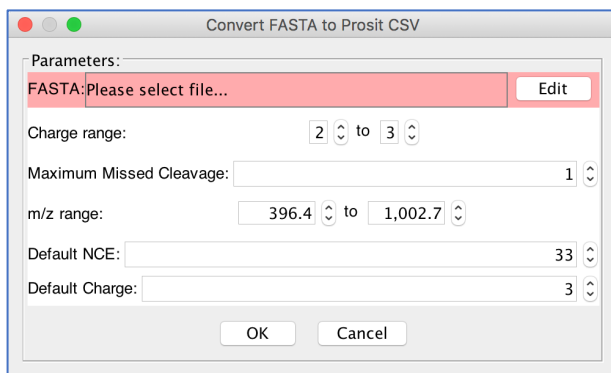 Convert FASTA to Prosit CSV
Parameters:
FASTA: Please select file... Edit
Charge range: 2 to 3
Maximum Missed Cleavage: 1
m/z range: 396.4 to 1,002.7
Default NCE: 33
Default Charge: 3
OK Cancel